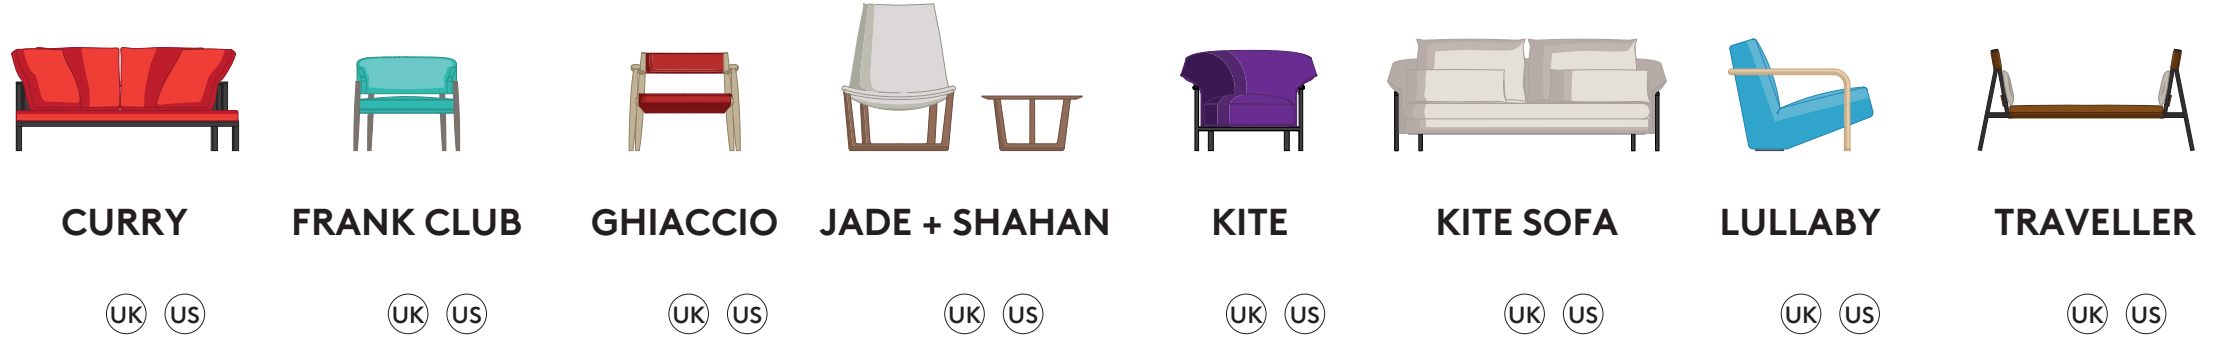 CURRY FRANK CLUB GHIACCIO JADE + SHAHAN KITE KITE SOFA LULLABY TRAVELLER
UK US UK US UK US UK US UK US UK US UK US UK US